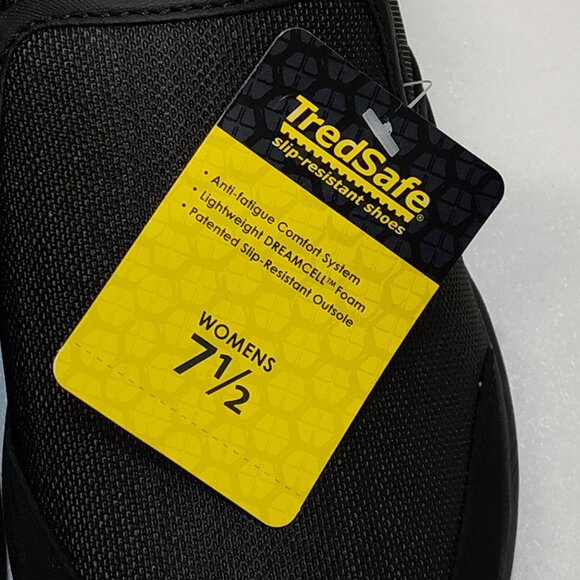 TredSafe®
slip-resistant shoes
• Anti-fatigue Comfort System
• Lightweight DREAMCELL™ Foam
• Patented Slip-Resistant Outsole
WOMENS
7½